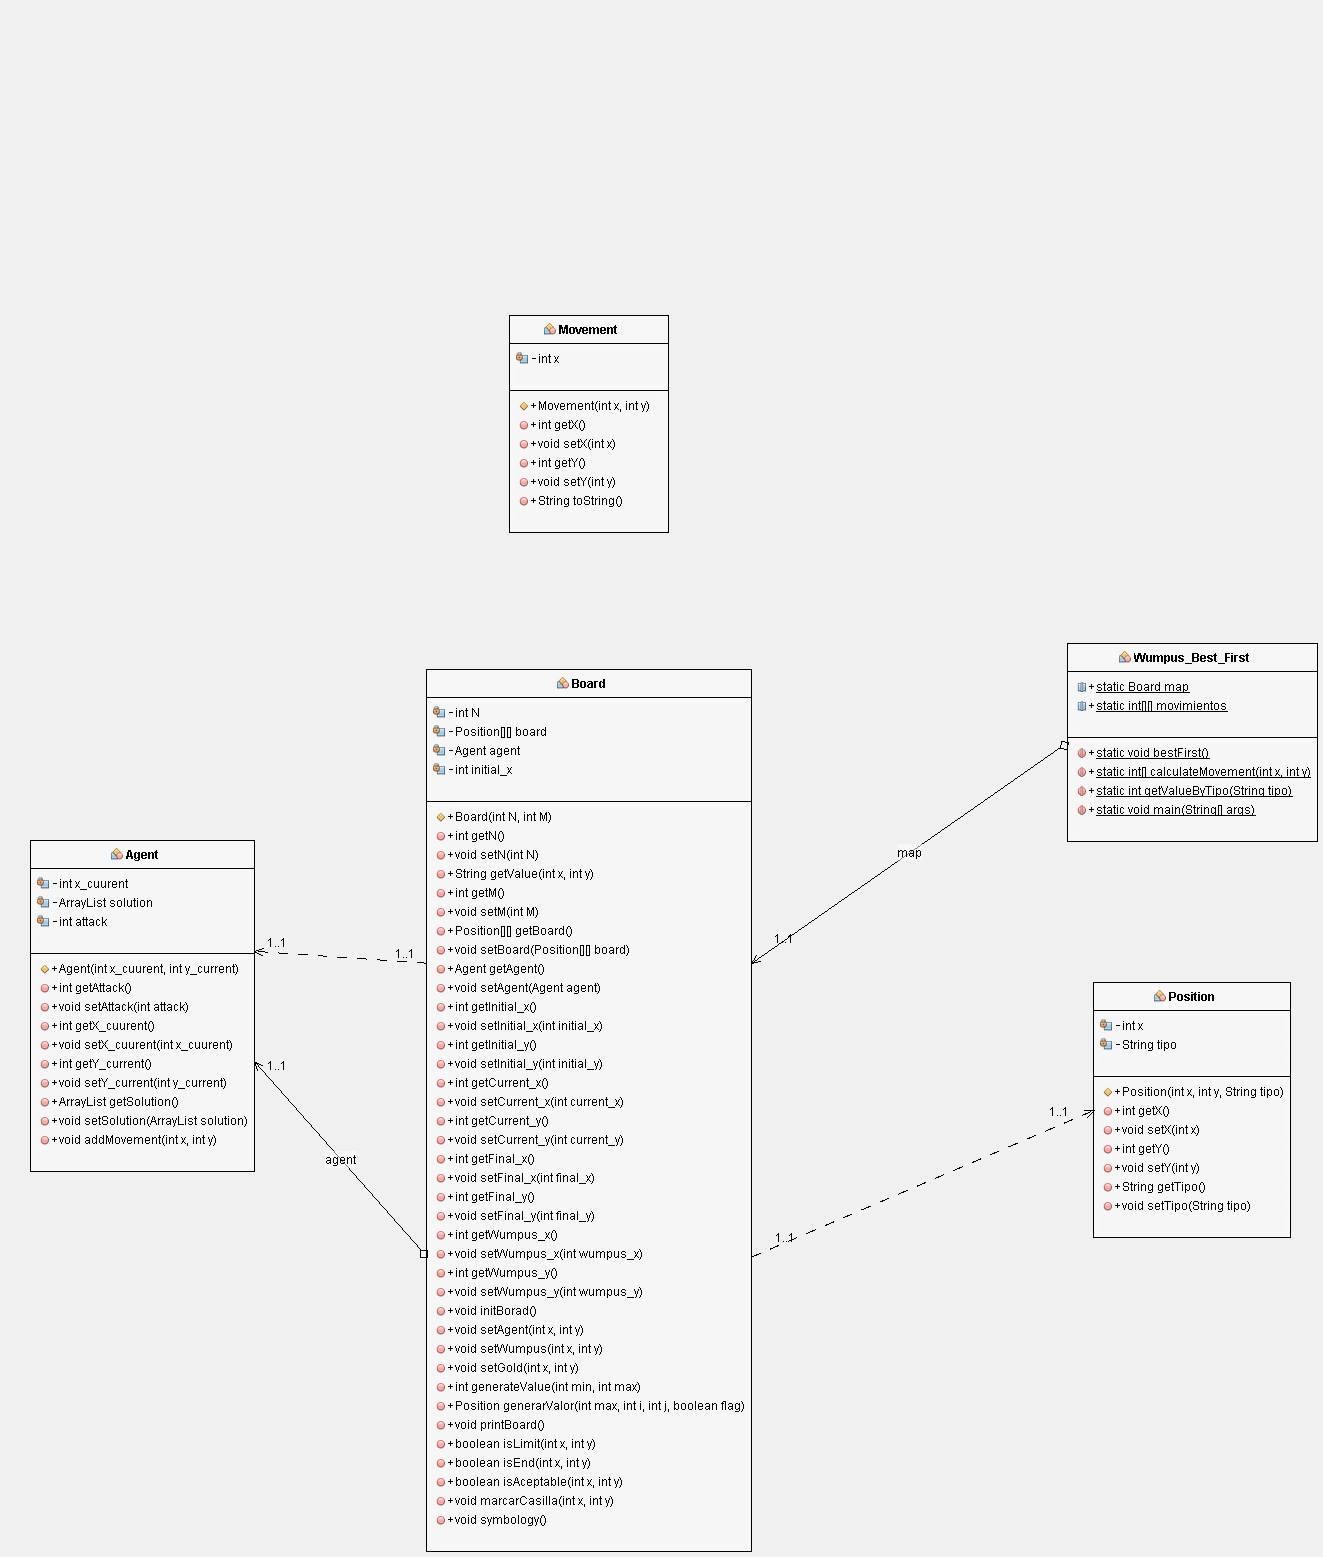 Movement
-int x
+Movement(int x, int y)
+int getX()
+void setX(int x)
+int getY()
+void setY(int y)
+String toString()
Wumpus_Best_First
+static Board map
+static int[][] movimientos
+static void bestFirst()
+static int[] calculateMovement(int x, int y)
+static int getValueByTipo(String tipo)
+static void main(String[] args)
Board
-int N
-Position[][] board
-Agent agent
-int initial_x
+Board(int N, int M)
+int getN()
+void setN(int N)
+String getValue(int x, int y)
+int getM()
+void setM(int M)
+Position[][] getBoard()
+void setBoard(Position[][] board)
+Agent getAgent()
+void setAgent(Agent agent)
+int getInitial_x()
+void setInitial_x(int initial_x)
+int getInitial_y()
+void setInitial_y(int initial_y)
+int getCurrent_x()
+void setCurrent_x(int current_x)
+int getCurrent_y()
+void setCurrent_y(int current_y)
+int getFinal_x()
+void setFinal_x(int final_x)
+int getFinal_y()
+void setFinal_y(int final_y)
+int getWumpus_x()
+void setWumpus_x(int wumpus_x)
+int getWumpus_y()
+void setWumpus_y(int wumpus_y)
+void initBorad()
+void setAgent(int x, int y)
+void setWumpus(int x, int y)
+void setGold(int x, int y)
+int generateValue(int min, int max)
+Position generarValor(int max, int i, int j, boolean flag)
+void printBoard()
+boolean isLimit(int x, int y)
+boolean isEnd(int x, int y)
+boolean isAceptable(int x, int y)
+void marcarCasilla(int x, int y)
+void symbology()
Agent
-int x_cuurent
-ArrayList solution
-int attack
+Agent(int x_cuurent, int y_current)
+int getAttack()
+void setAttack(int attack)
+int getX_cuurent()
+void setX_cuurent(int x_cuurent)
+int getY_current()
+void setY_current(int y_current)
+ArrayList getSolution()
+void setSolution(ArrayList solution)
+void addMovement(int x, int y)
Position
-int x
-String tipo
+Position(int x, int y, String tipo)
+int getX()
+void setX(int x)
+int getY()
+void setY(int y)
+String getTipo()
+void setTipo(String tipo)
map
1..1
1..1
1..1
1..1
agent
1..1
1..1